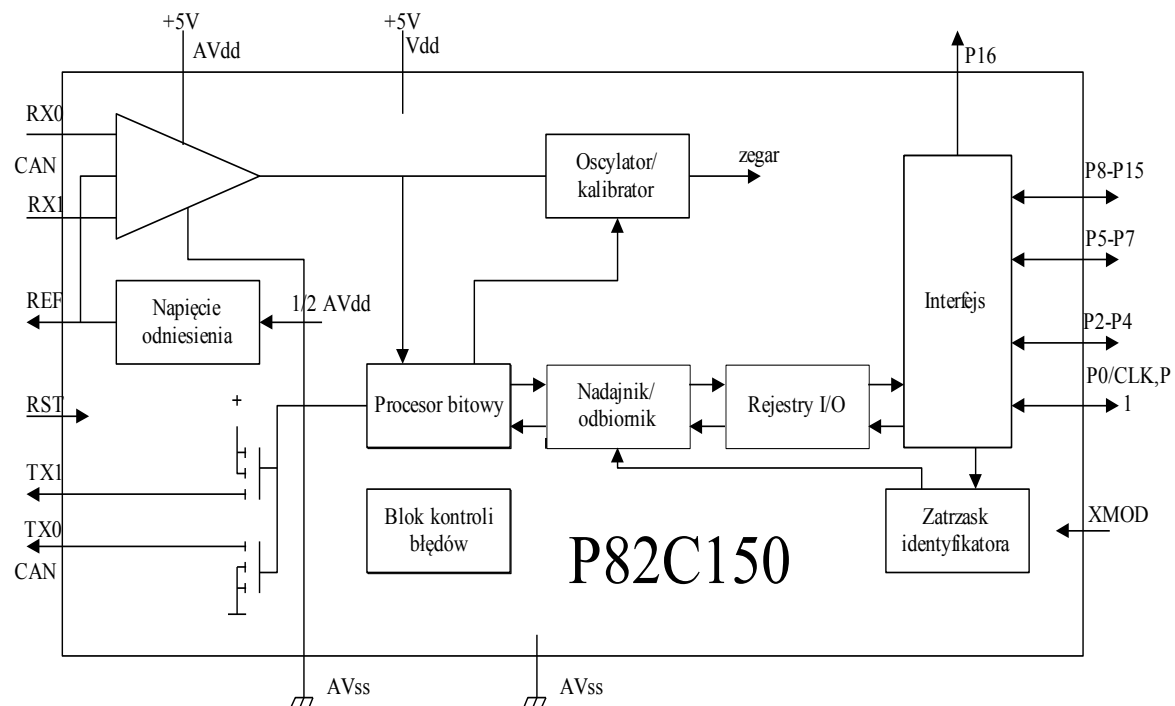 +5V
AVdd
+5V
Vdd
P16
RX0
CAN
RX1
Oscylator/
kalibrator
zegar
P8-P15
P5-P7
REF
Napięcie
odniesienia
1/2 AVdd
Interfejs
P2-P4
P0/CLK,P
1
RST
+
Procesor bitowy
Nadajnik/
odbiornik
Rejestry I/O
TX1
TX0
CAN
Blok kontroli
błędów
P82C150
Zatrzask
identyfikatora
XMOD
AVss
AVss